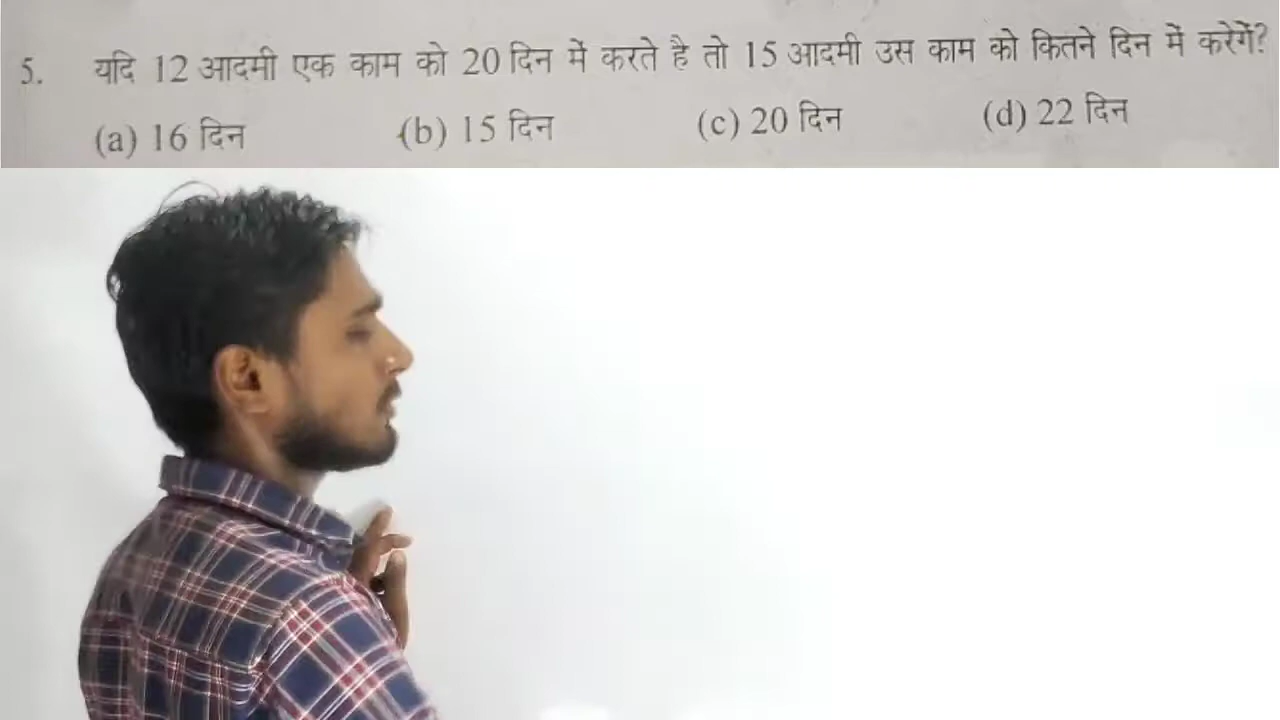 5. यदि 12 आदमी एक काम को 20 दिन में करते है तो 15 आदमी उस काम को कितने दिन में करेगें?
(a) 16 दिन (b) 15 दिन (c) 20 दिन (d) 22 दिन